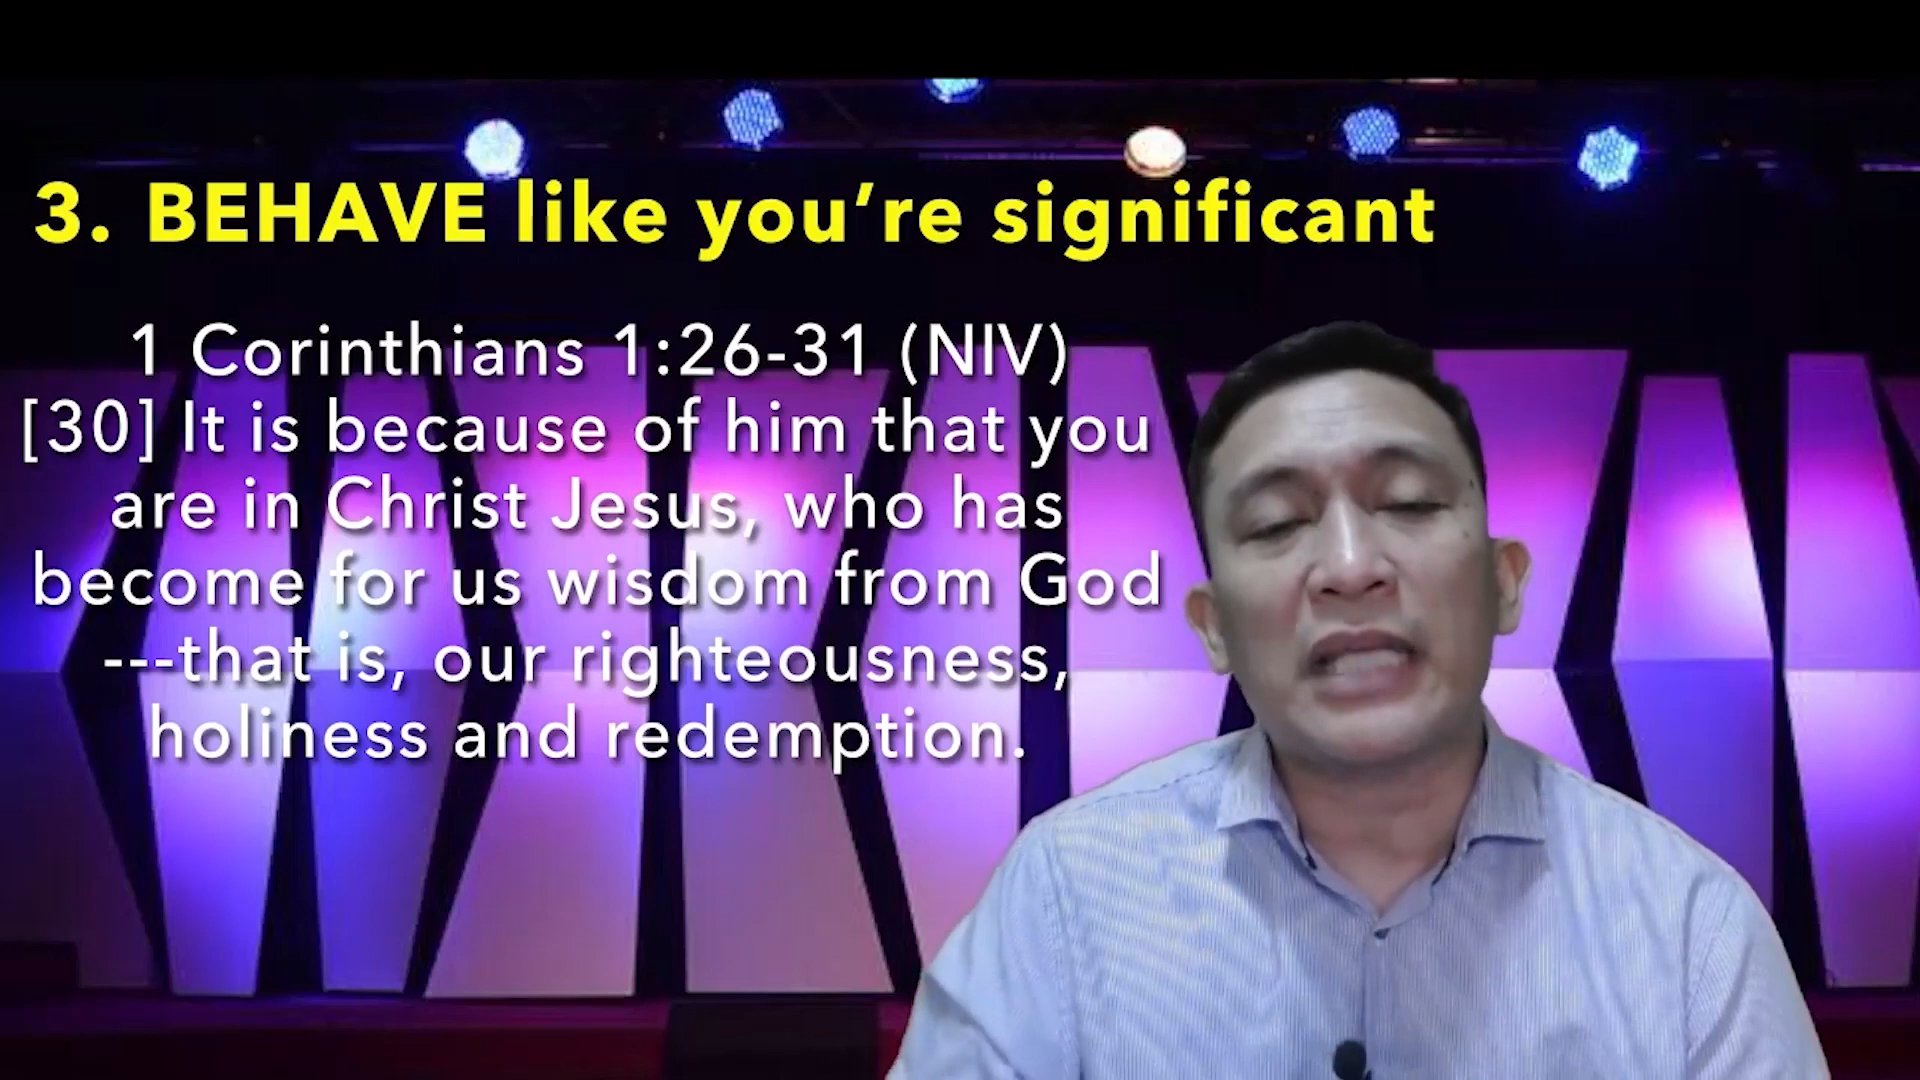 3. BEHAVE like you’re significant
1 Corinthians 1:26-31 (NIV)
[30] It is because of him that you
are in Christ Jesus, who has
become for us wisdom from God
---that is, our righteousness,
holiness and redemption.